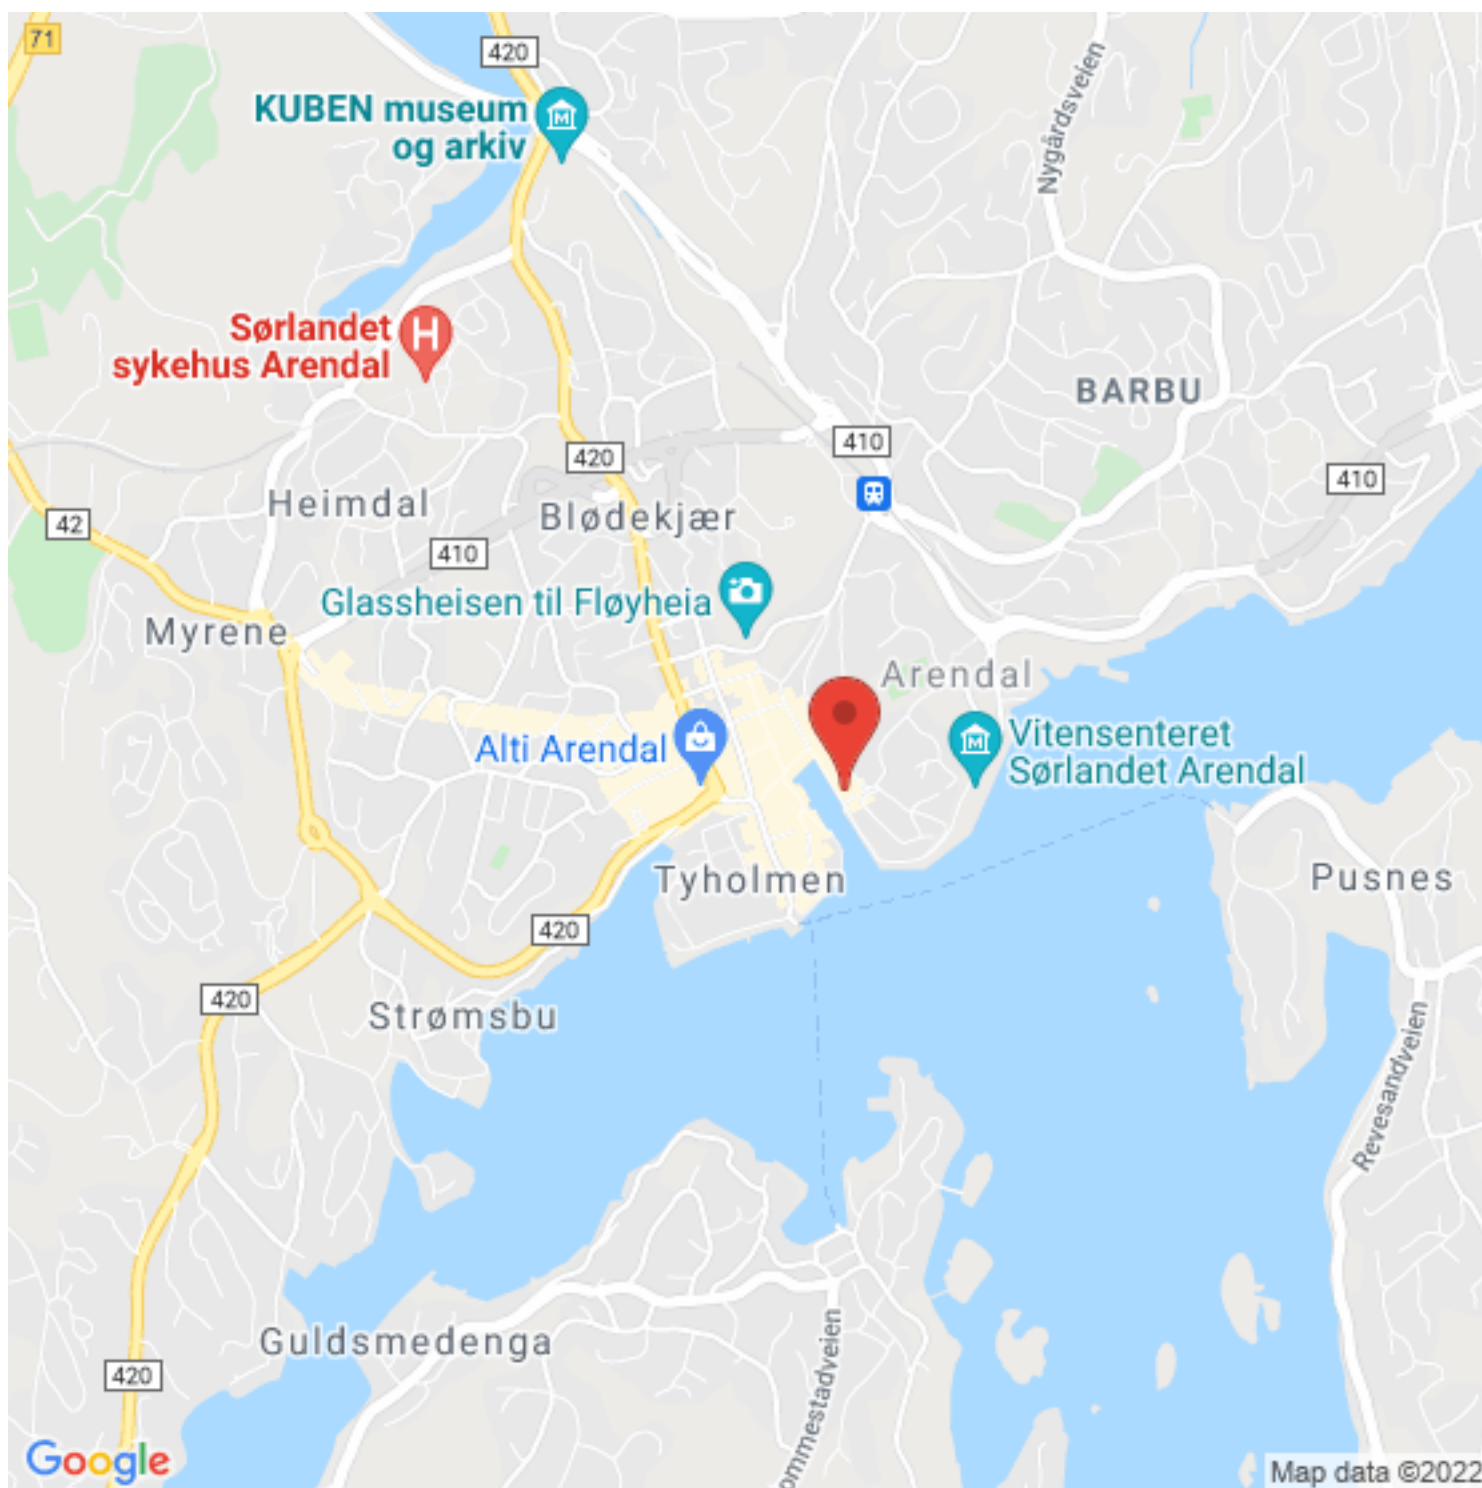 71
420
KUBEN museum
og arkiv
Nygårdsveien
Sørlandet
sykehus Arendal
BARBU
410
420
410
Heimdal
Blødekjær
42
410
Glassheisen til Fløyheia
Myrene
Arendal
Vitensenteret
Sørlandet Arendal
Alti Arendal
Tyholmen
Pusnes
420
420
Strømsbu
Revesandveien
Guldsmedenga
420
ommestadveien
Google
Map data ©2022